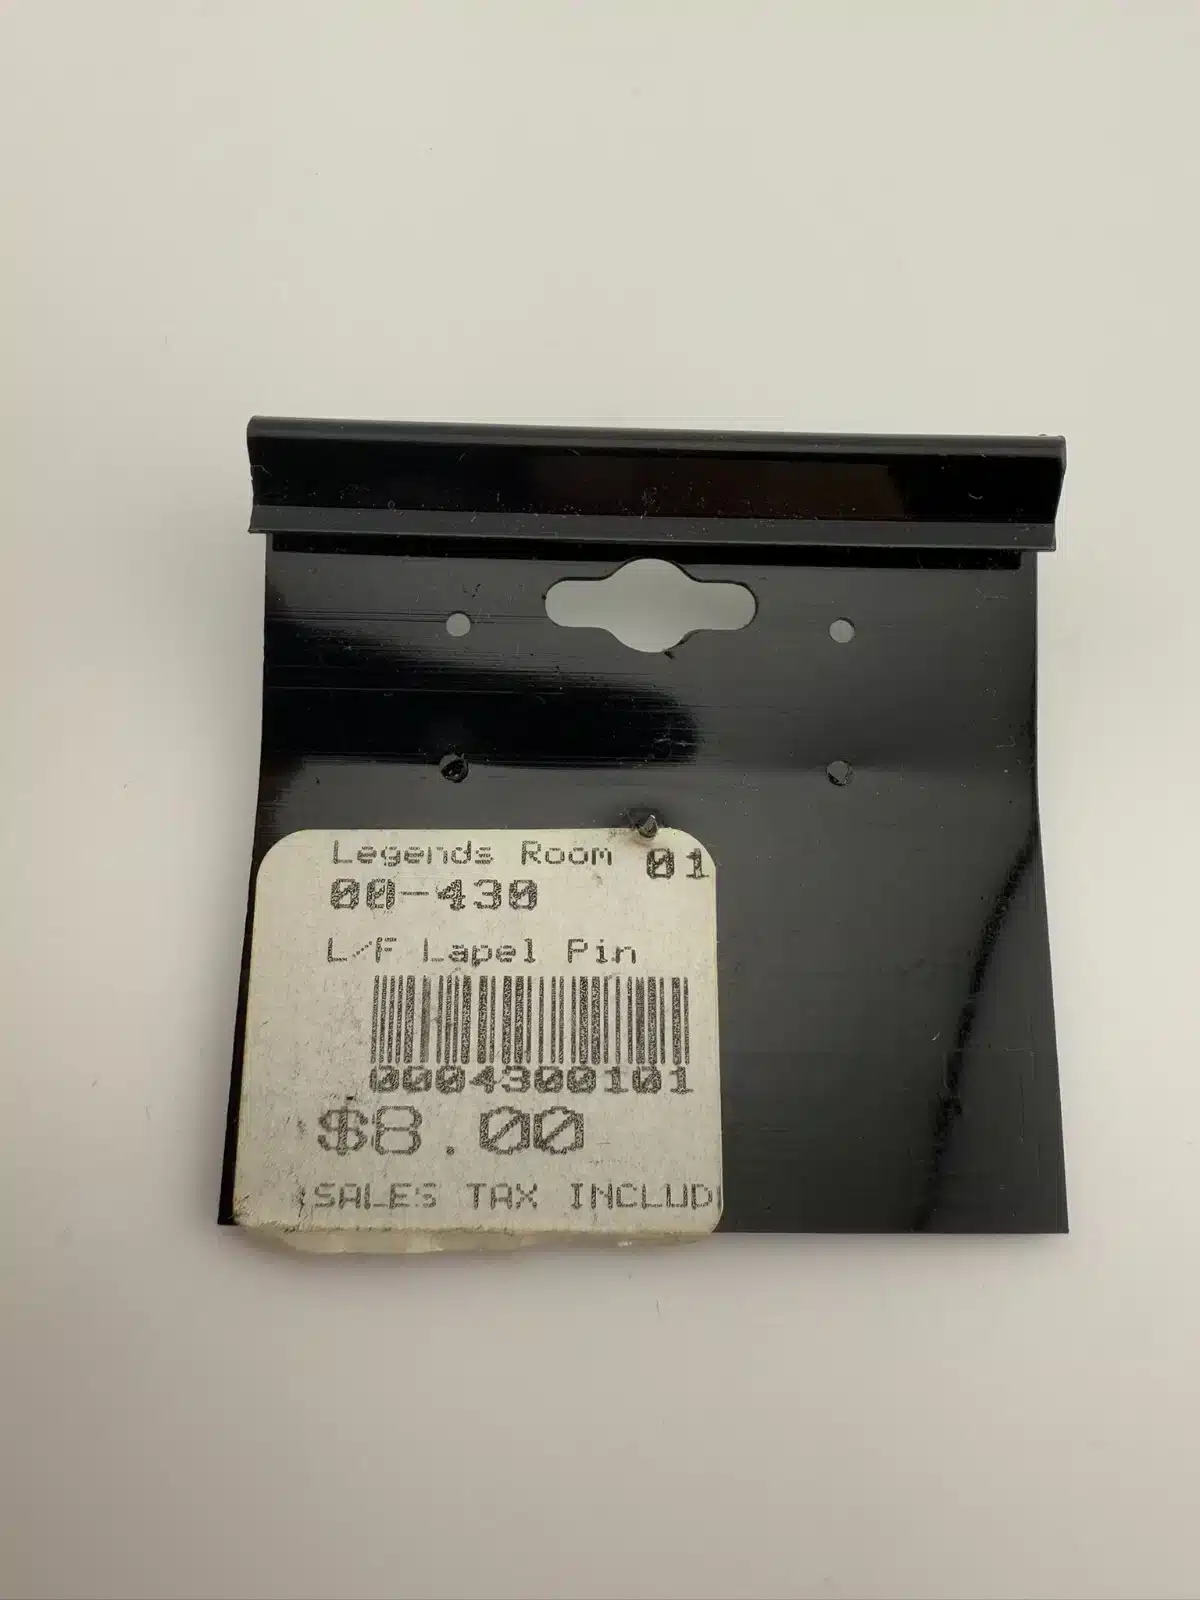 Legends Room 01
00-430
L/F Lapel Pin
0004300101
$8.00
SALES TAX INCLUD